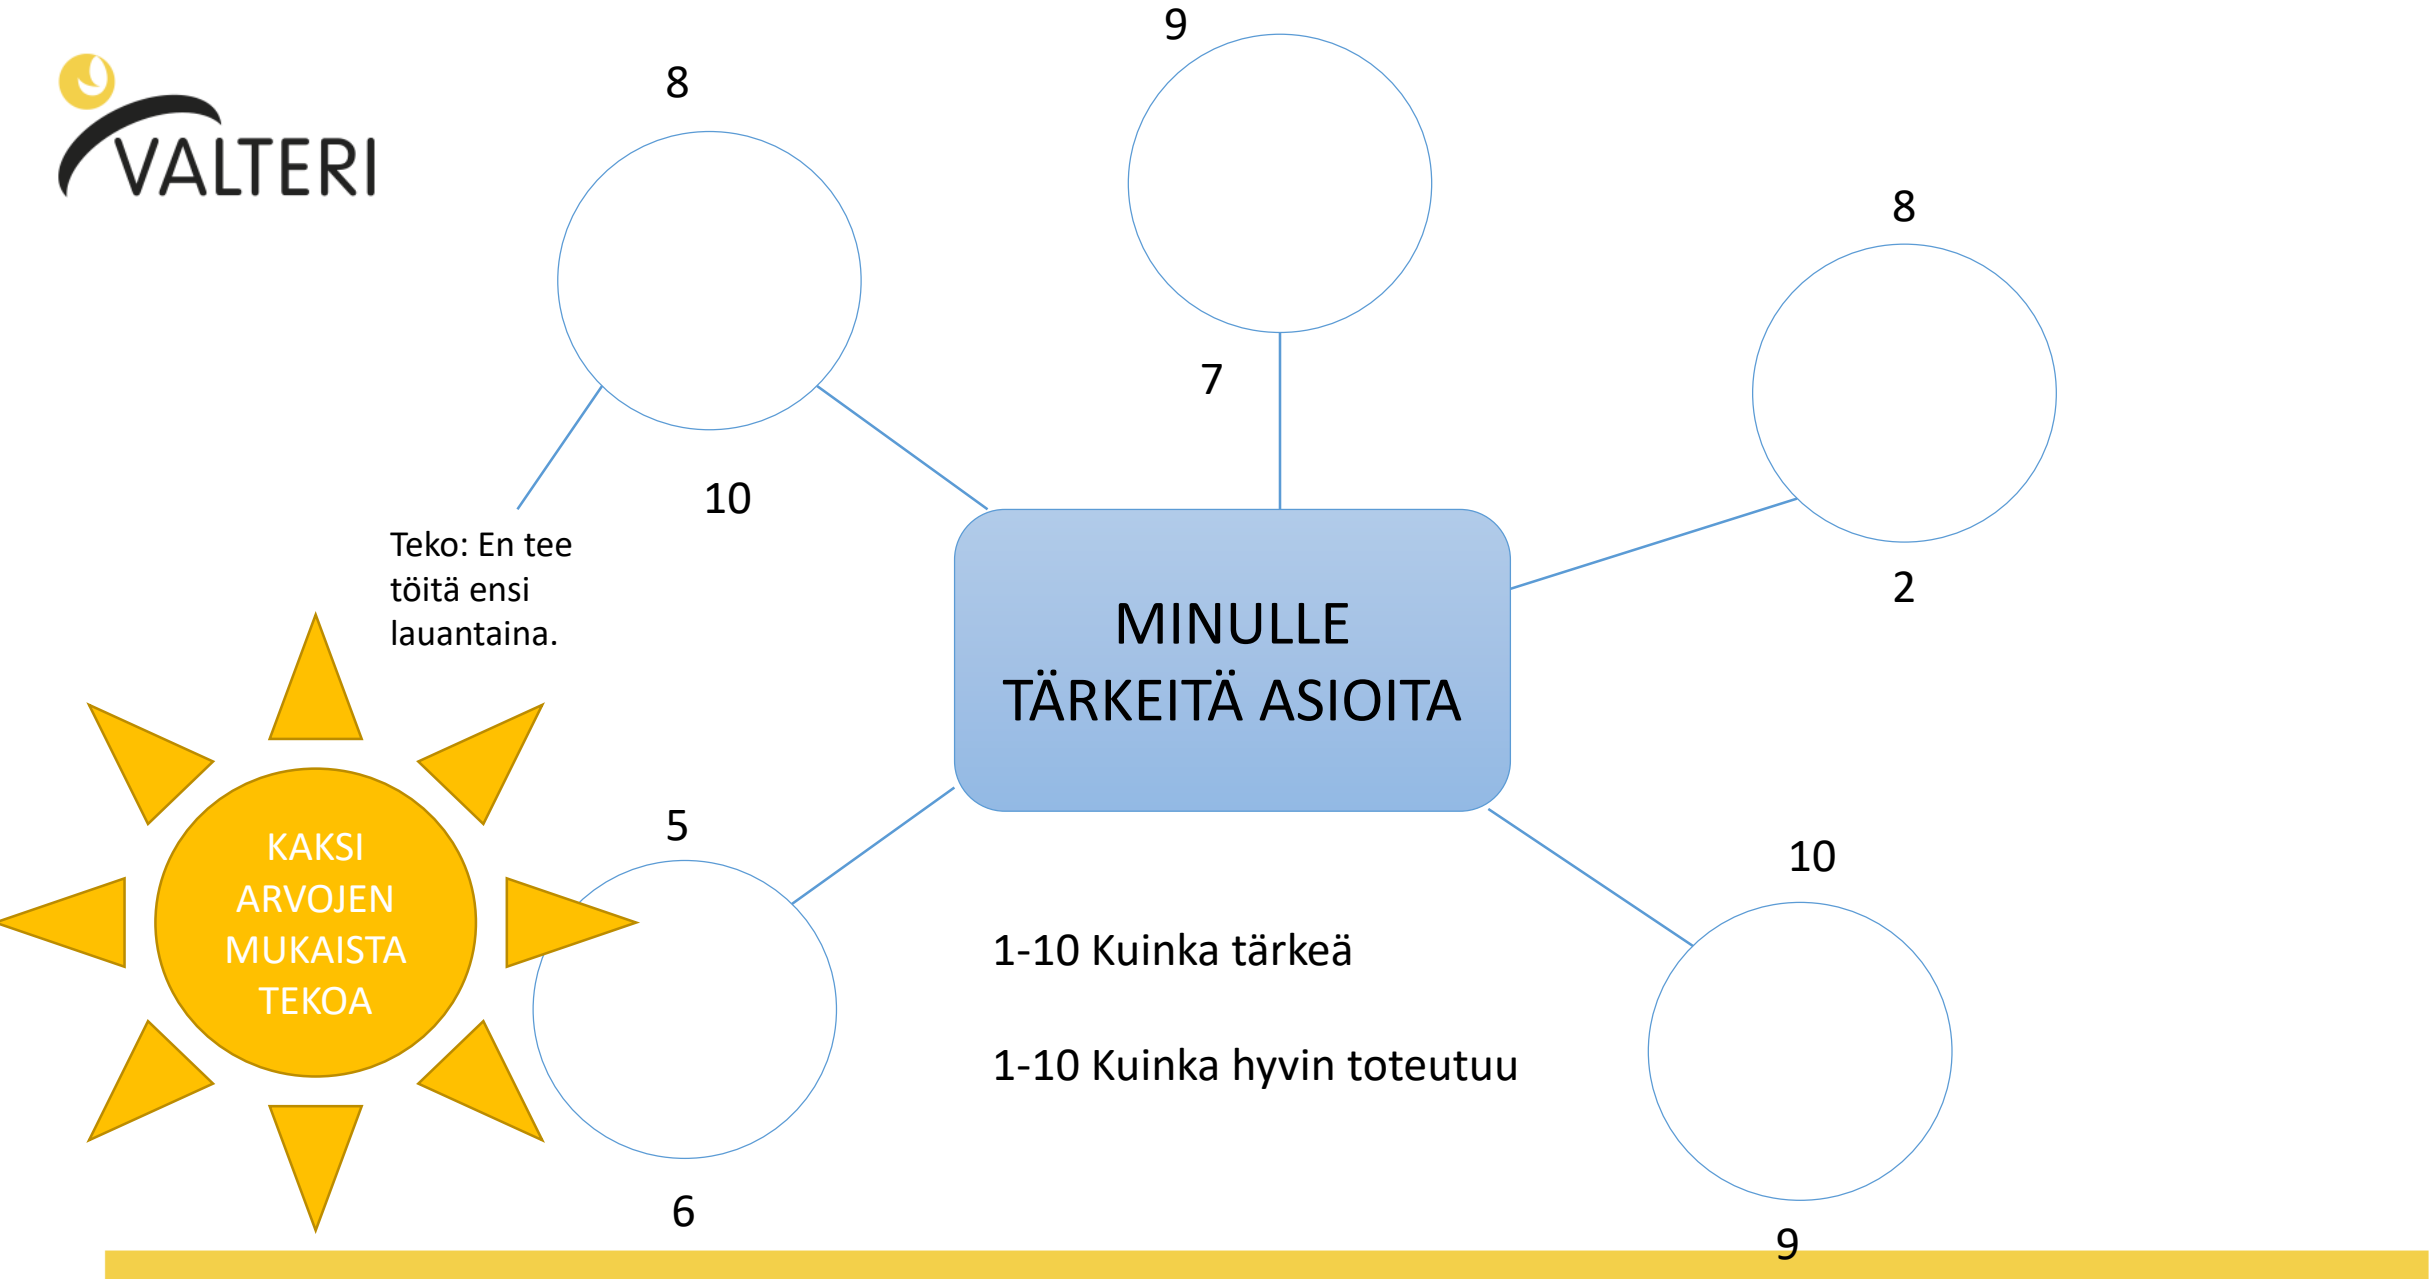 9
8
VALTERI
8
7
10
Teko: En tee
töitä ensi
lauantaina.
2
MINULLE
TÄRKEITÄ ASIOITA
5
KAKSI
ARVOJEN
MUKAISTA
TEKOA
10
1-10 Kuinka tärkeä
1-10 Kuinka hyvin toteutuu
6
9